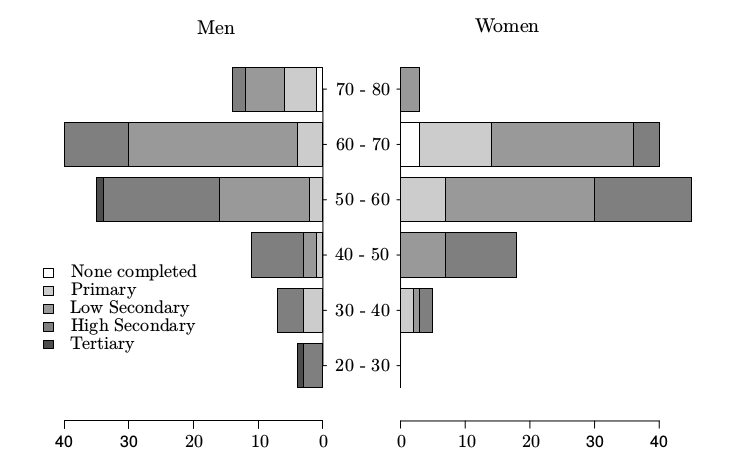 Men Women
70 - 80
60 - 70
50 - 60
40 - 50
30 - 40
20 - 30
None completed
Primary
Low Secondary
High Secondary
Tertiary
40 30 20 10 0 0 10 20 30 40